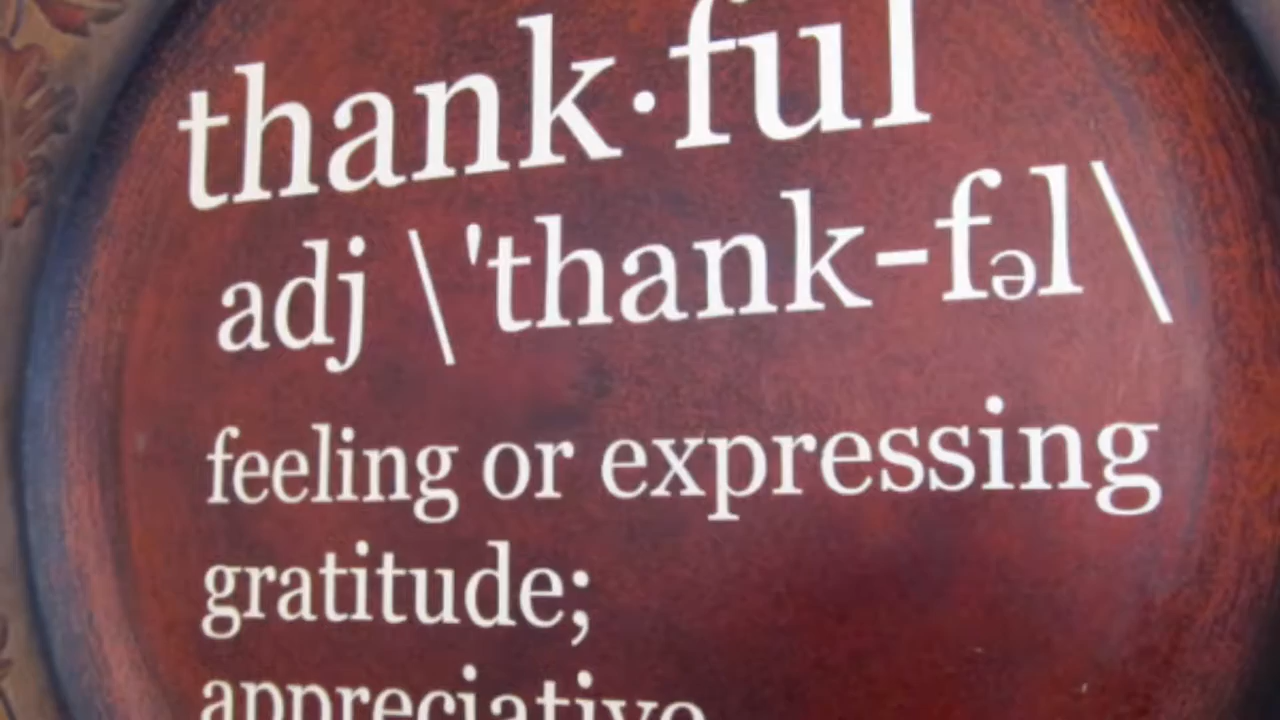 thank·ful
adj \'thank-fəl\
feeling or expressing
gratitude;
appreciative